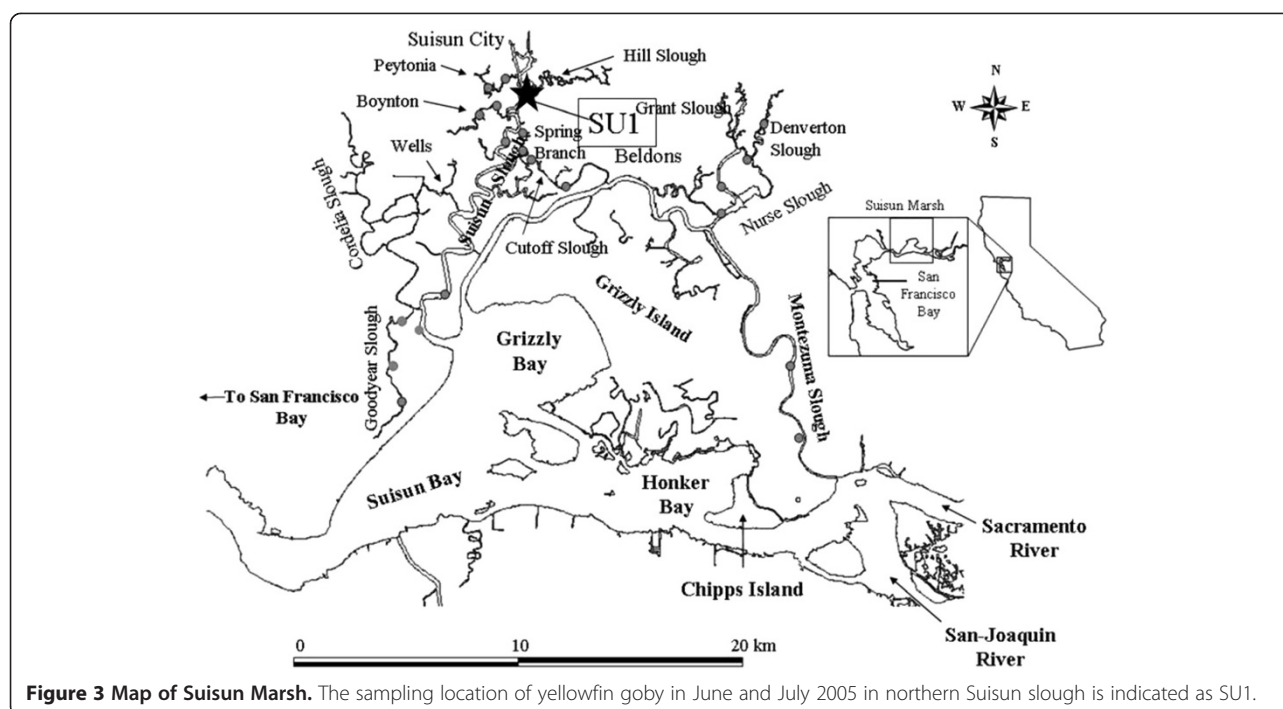 Suisun City
Peytonia
Hill Slough
Boynton
Grant Slough
SU1
Spring
Branch
Beldons
Denverton
Slough
Wells
Suisun Slough
Cordelia Slough
Cutoff Slough
Nurse Slough
N
W E
S
Suisun Marsh
San
Francisco
Bay
Grizzly Island
Montezuma Slough
Grizzly
Bay
Goodyear Slough
To San Francisco
Bay
Suisun Bay
Honker
Bay
Sacramento
River
Chipps Island
San-Joaquin
River
0 10 20 km
Figure 3 Map of Suisun Marsh. The sampling location of yellowfin goby in June and July 2005 in northern Suisun slough is indicated as SU1.